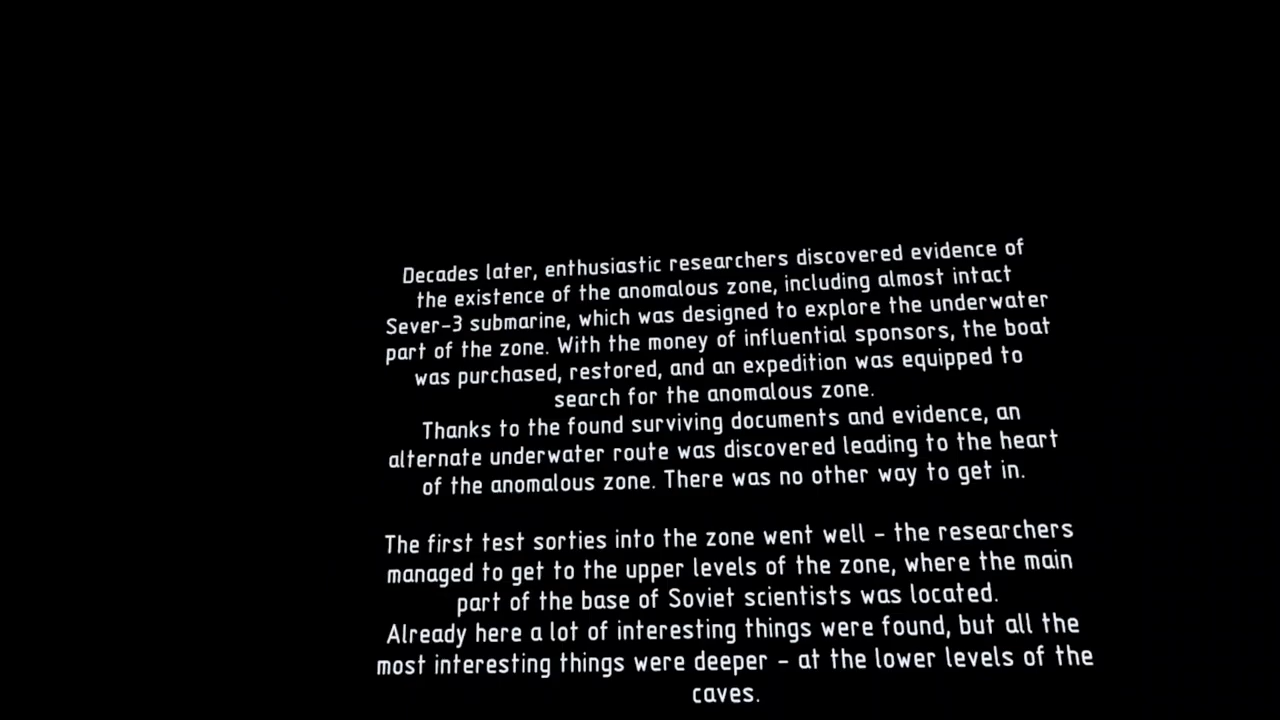 Decades later, enthusiastic researchers discovered evidence of
the existence of the anomalous zone, including almost intact
Sever-3 submarine, which was designed to explore the underwater
part of the zone. With the money of influential sponsors, the boat
was purchased, restored, and an expedition was equipped to
search for the anomalous zone.
Thanks to the found surviving documents and evidence, an
alternate underwater route was discovered leading to the heart
of the anomalous zone. There was no other way to get in.
The first test sorties into the zone went well - the researchers
managed to get to the upper levels of the zone, where the main
part of the base of Soviet scientists was located.
Already here a lot of interesting things were found, but all the
most interesting things were deeper - at the lower levels of the
caves.